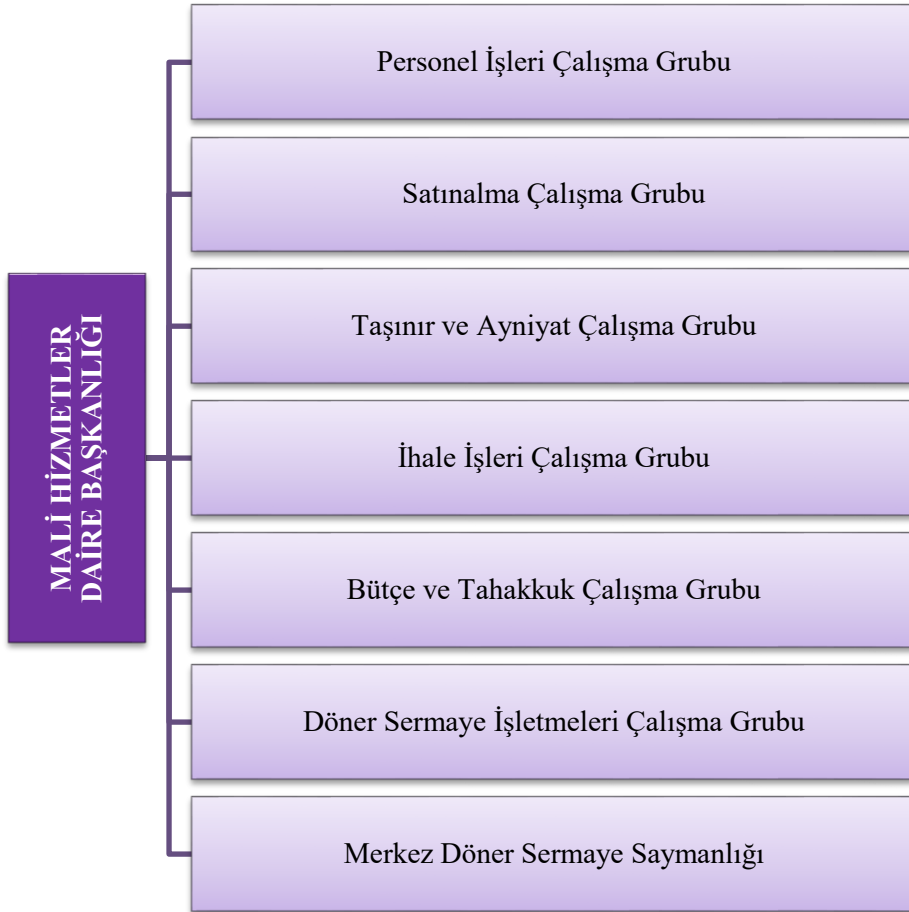 MALİ HİZMETLER
DAİRE BAŞKANLIĞI
Personel İşleri Çalışma Grubu
Satınalma Çalışma Grubu
Taşınır ve Ayniyat Çalışma Grubu
İhale İşleri Çalışma Grubu
Bütçe ve Tahakkuk Çalışma Grubu
Döner Sermaye İşletmeleri Çalışma Grubu
Merkez Döner Sermaye Saymanlığı